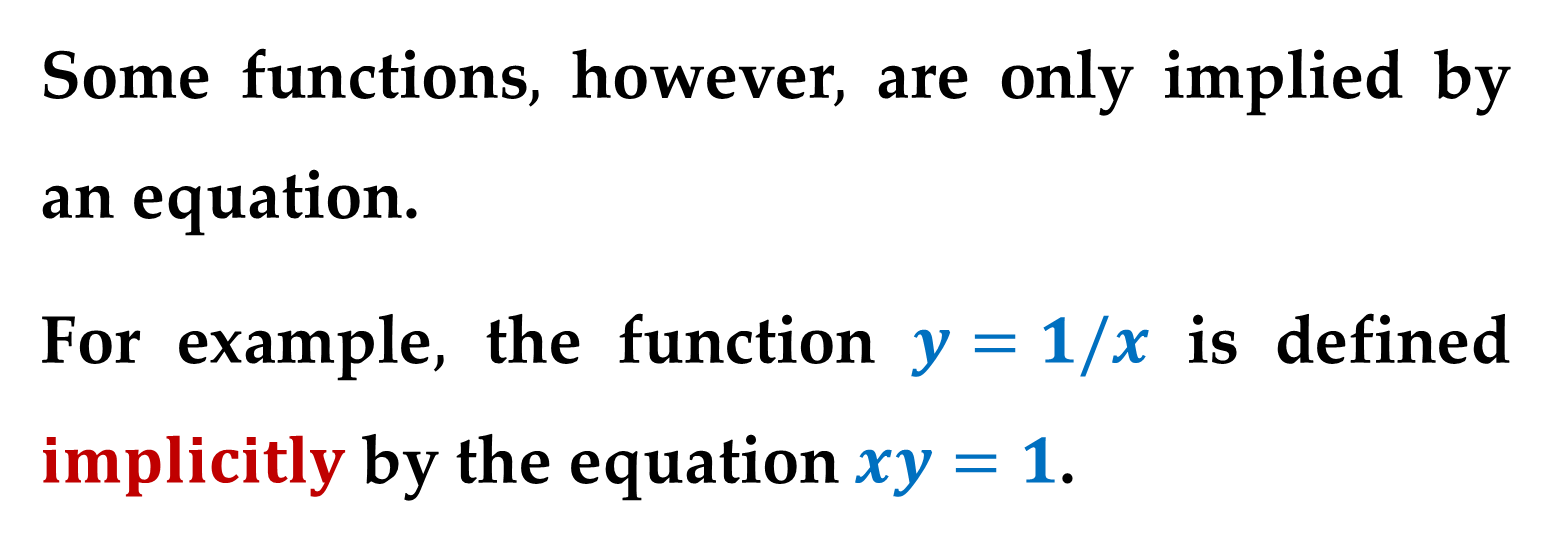 Some functions, however, are only implied by
an equation.
For example, the function y = 1/x is defined
implicitly by the equation xy = 1.